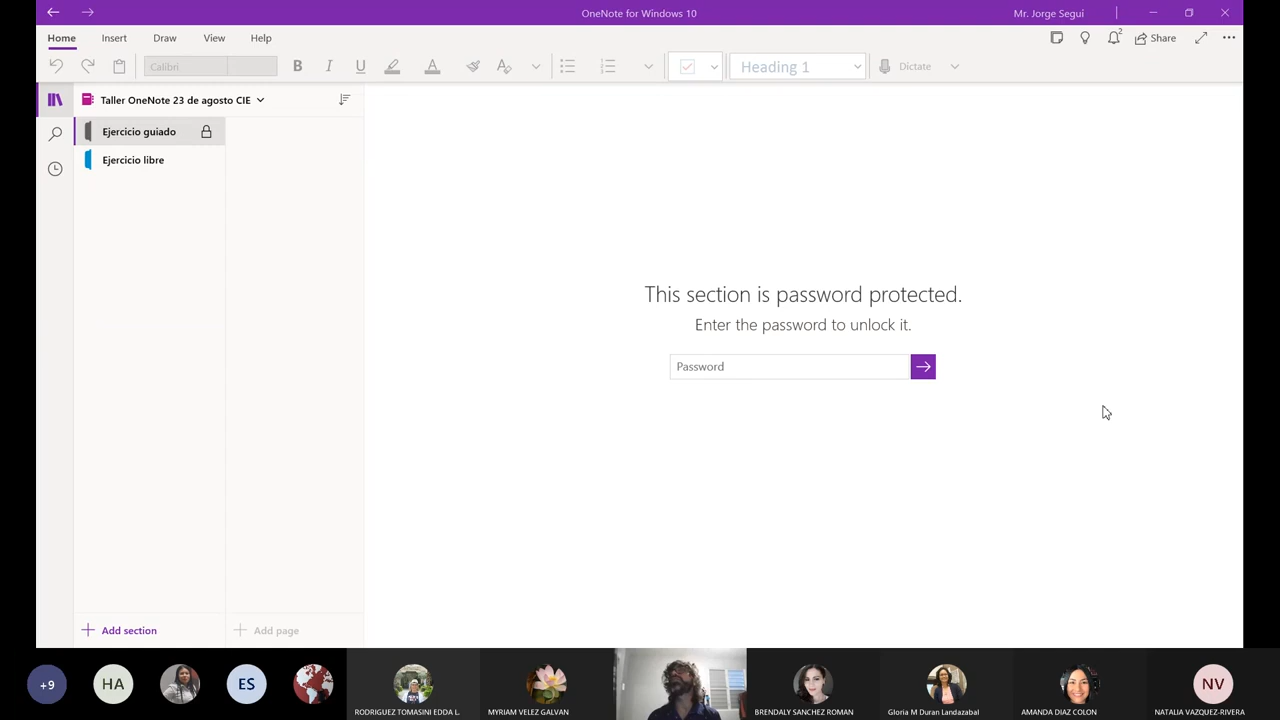 OneNote for Windows 10
Mr. Jorge Segui
Home
Insert
Draw
View
Help
2
Share
Calibri
B
I
U
A
A
Heading 1
Dictate
Taller OneNote 23 de agosto CIE
Ejercicio guiado
Ejercicio libre
This section is password protected.
Enter the password to unlock it.
Password
Add section
Add page
+9
HA
ES
NV
RODRIGUEZ TOMASINI EDDA L.
MYRIAM VELEZ GALVAN
BRENDALY SANCHEZ ROMAN
Gloria M Duran Landazabal
AMANDA DIAZ COLON
NATALIA VAZQUEZ-RIVERA